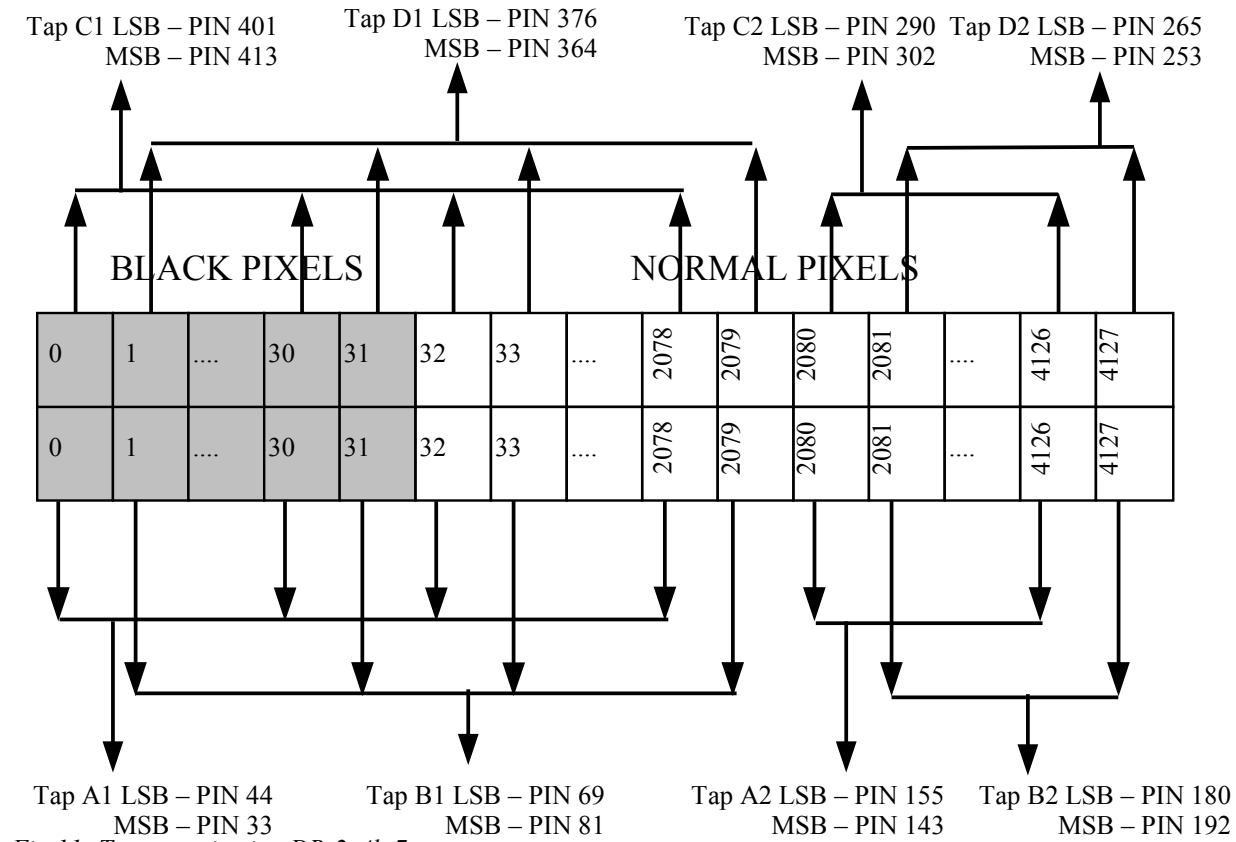 Tap C1 LSB – PIN 401
MSB – PIN 413
Tap D1 LSB – PIN 376
MSB – PIN 364
Tap C2 LSB – PIN 290
MSB – PIN 302
Tap D2 LSB – PIN 265
MSB – PIN 253
BLACK PIXELS
NORMAL PIXELS
0 1 .... 30 31 32 33 .... 2078 2079 2080 2081 .... 4126 4127
0 1 .... 30 31 32 33 .... 2078 2079 2080 2081 .... 4126 4127
Tap A1 LSB – PIN 44
MSB – PIN 33
Tap B1 LSB – PIN 69
MSB – PIN 81
Tap A2 LSB – PIN 155
MSB – PIN 143
Tap B2 LSB – PIN 180
MSB – PIN 192